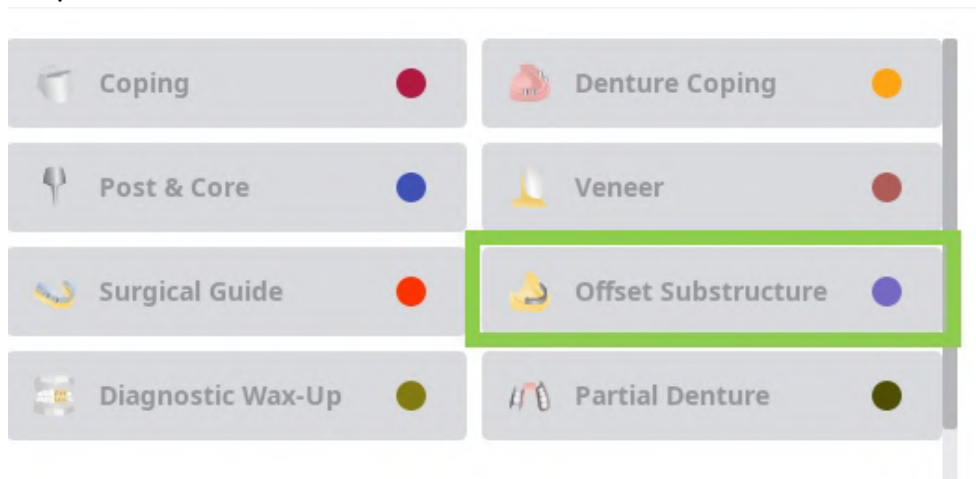 Coping
Denture Coping
Post & Core
Veneer
Surgical Guide
Offset Substructure
Diagnostic Wax-Up
Partial Denture